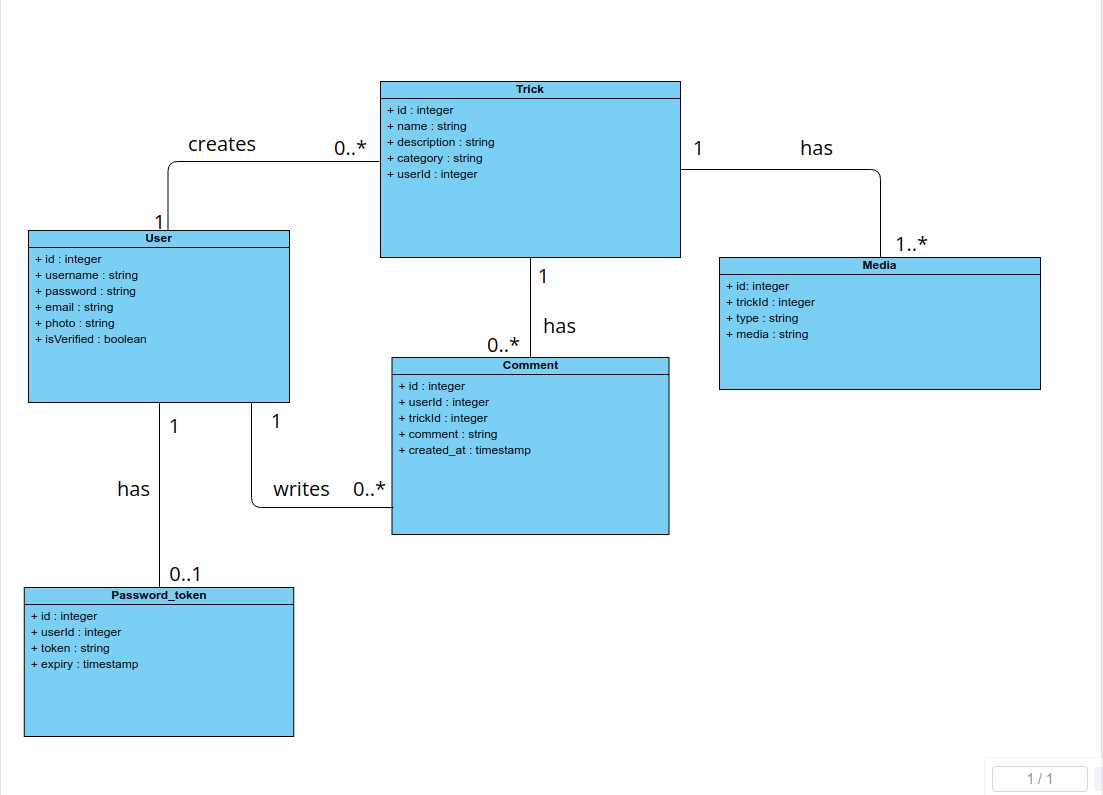 Trick
+ id : integer
+ name : string
+ description : string
+ category : string
+ userId : integer
creates
0..*
1
1
has
1..*
User
+ id : integer
+ username : string
+ password : string
+ email : string
+ photo : string
+ isVerified : boolean
Media
+ id: integer
+ trickId : integer
+ type : string
+ media : string
1
has
0..*
Comment
+ id : integer
+ userId : integer
+ trickId : integer
+ comment : string
+ created_at : timestamp
1
1
has
writes
0..*
0..1
Password_token
+ id : integer
+ userId : integer
+ token : string
+ expiry : timestamp
1 / 1